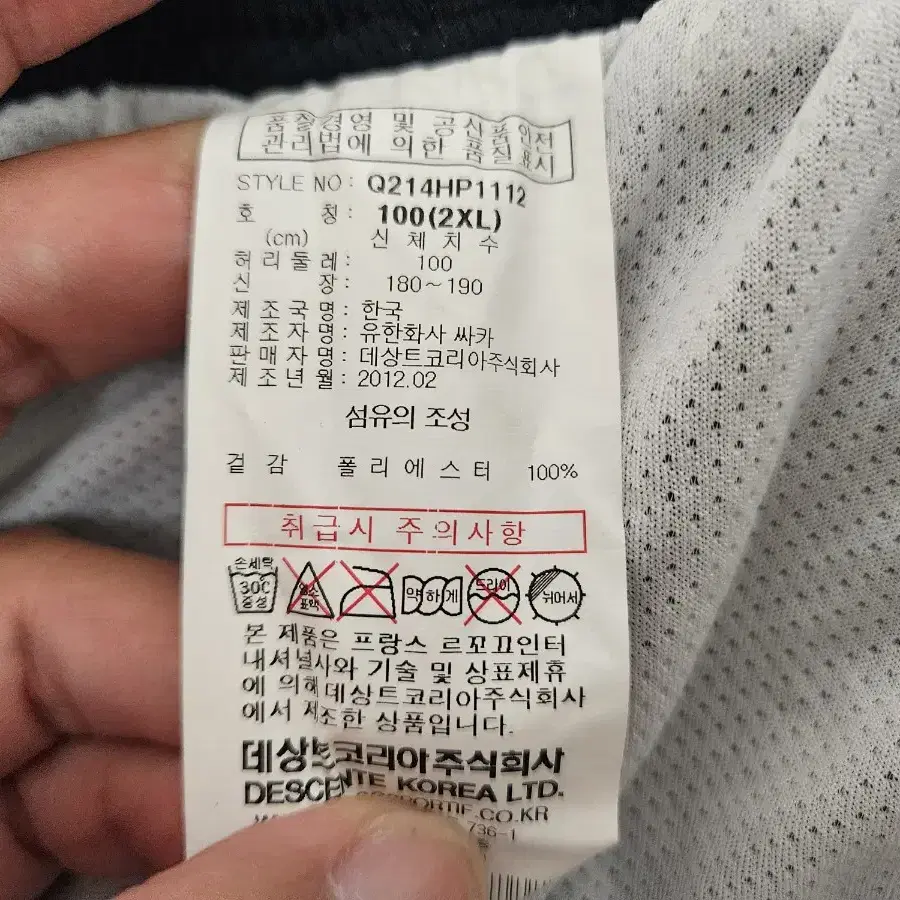 품질경영 및 공산품안전
관리법에 의한 품질표시
STYLE NO: Q214HP1112
호 칭: 100(2XL)
(cm) 신체치수
허리둘레: 100
신 장: 180~190
제조국명: 한국
제조자명: 유한화사 싸카
판매자명: 데상트코리아주식회사
제조년월: 2012.02
섬유의 조성
겉감 폴리에스터 100%
취급시 주의사항
손세탁 30C 중성 염소 표백 약하게 드라이 뉘어서
본 제품은 프랑스 르꼬끄인터
내셔널사와 기술 및 상표제휴
에 의해 데상트코리아주식회사
에서 제조한 상품입니다.
데상트코리아주식회사
DESCENTE KOREA LTD.
.CO.KR
736-1